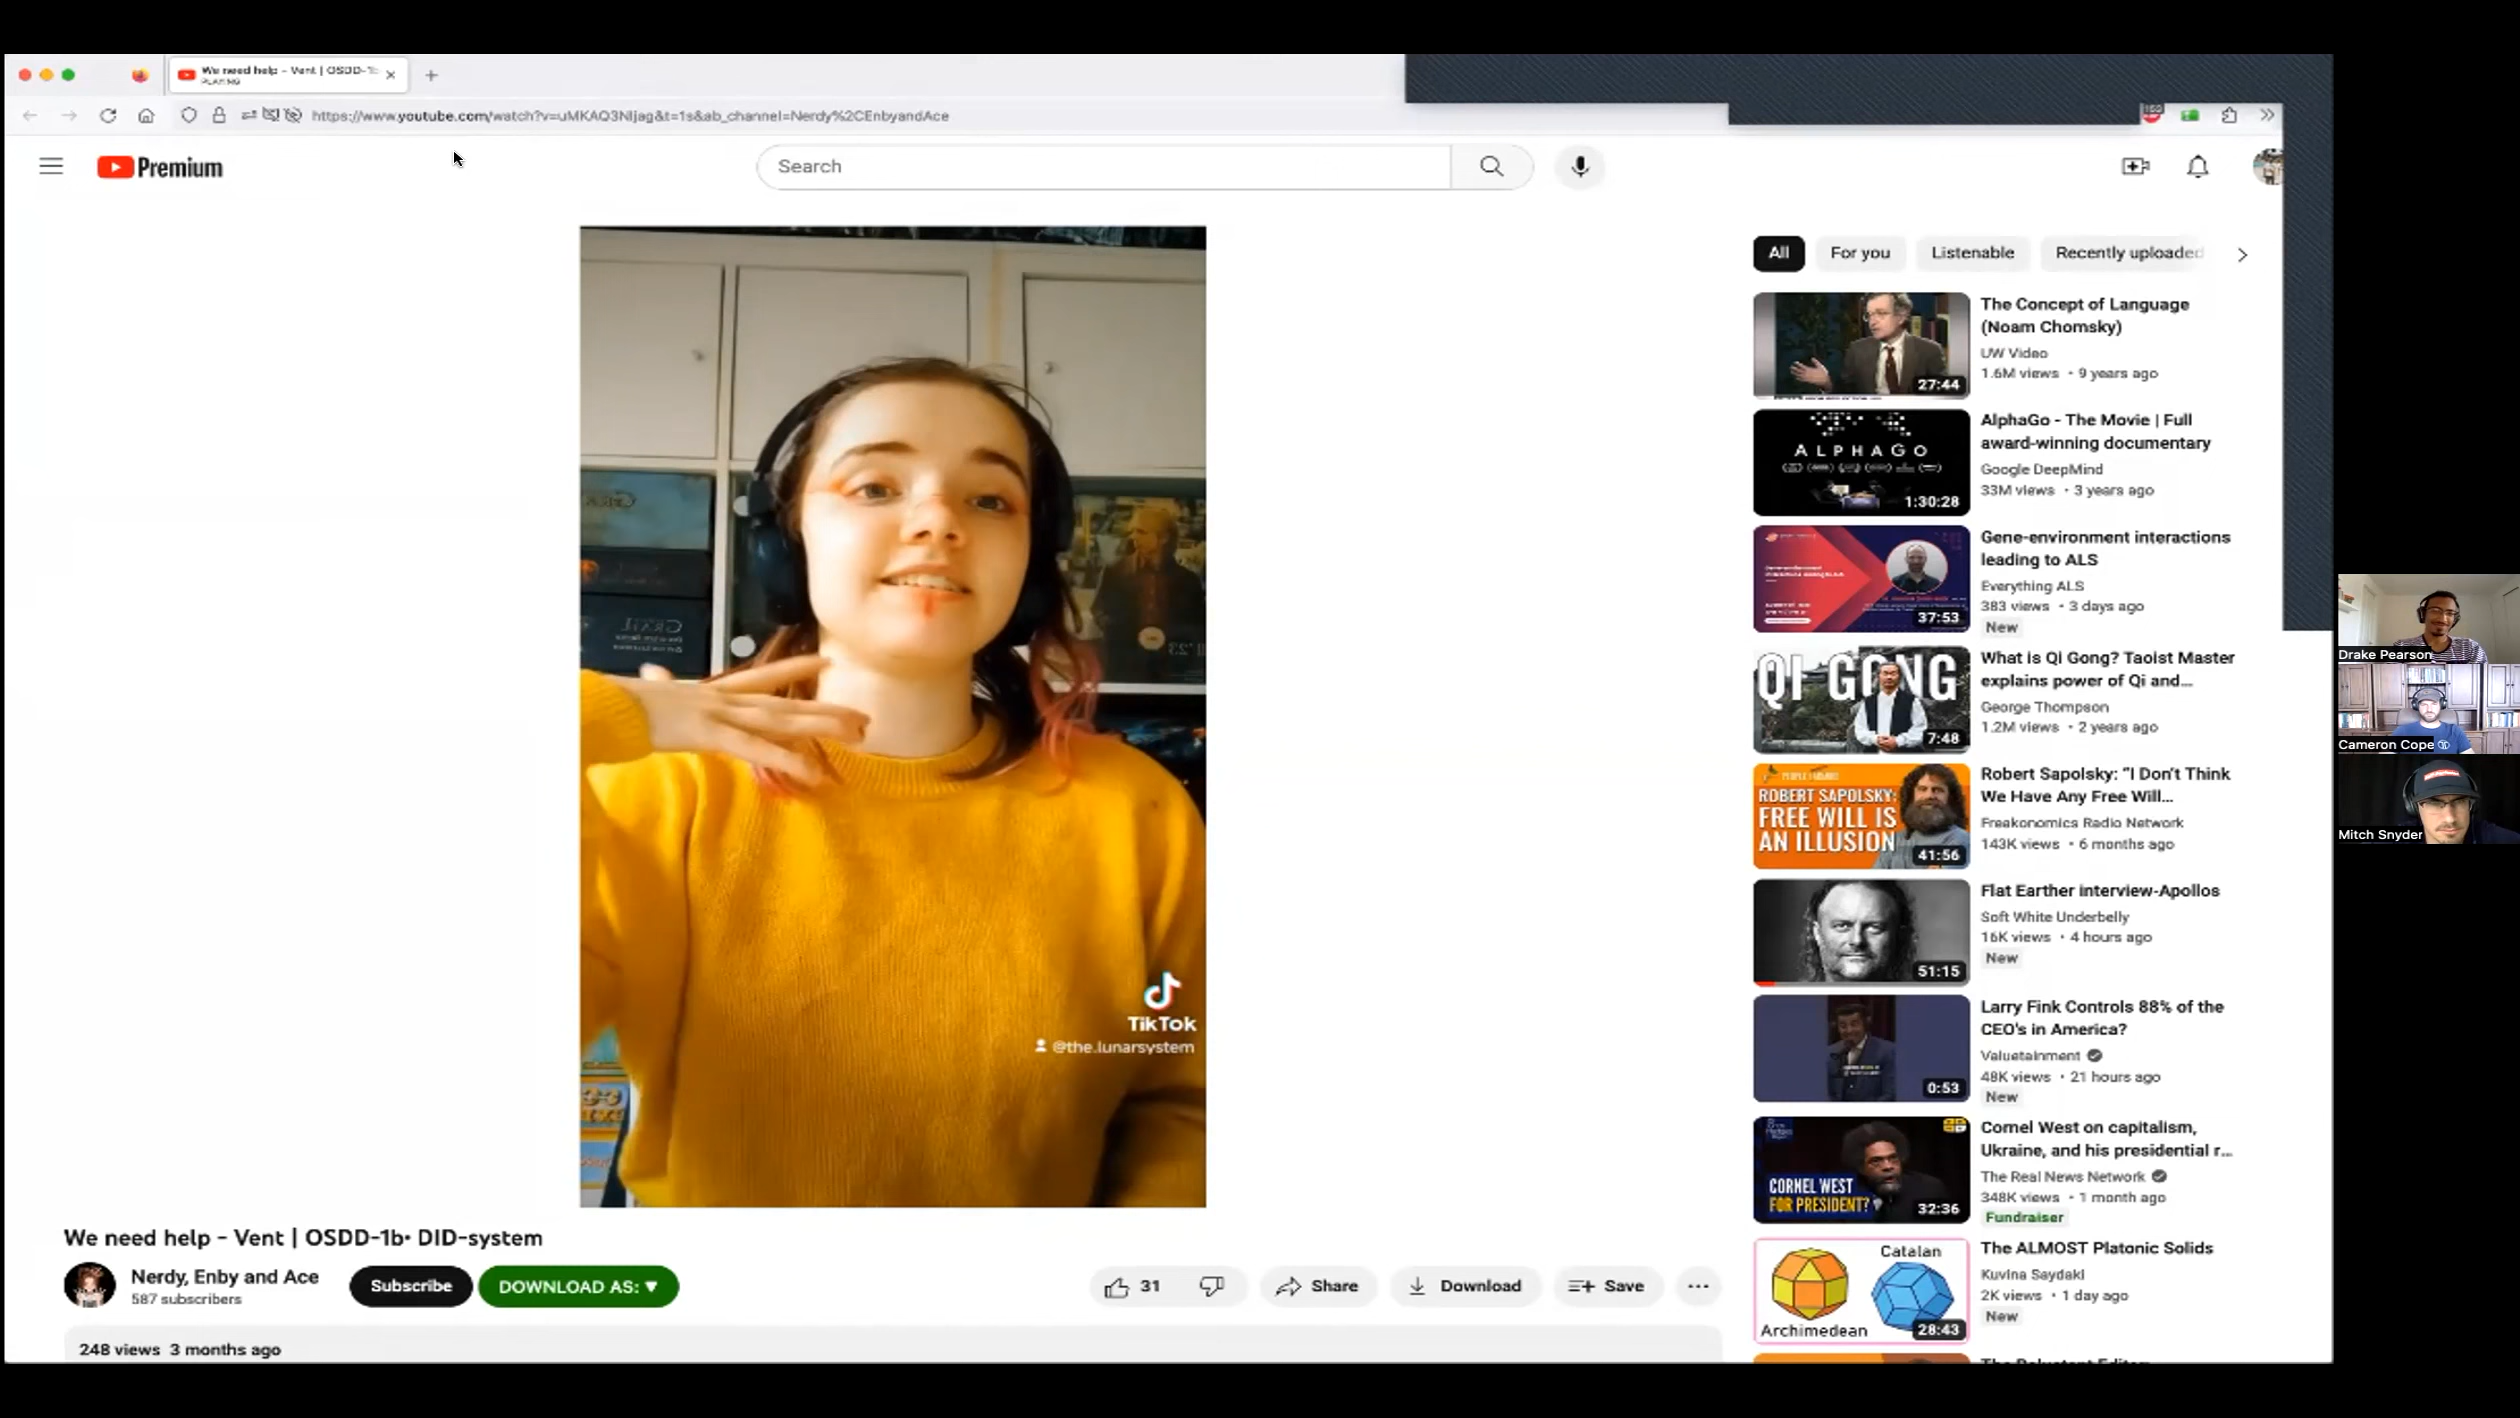 We need help - Vent | OSDD-1b
PLAYING
https://www.youtube.com/watch?v=uMKAQ3NIjag&t=1s&ab_channel=Nerdy%2CEnbyandAce
Premium
Search
TikTok
@the.lunarsystem
We need help - Vent | OSDD-1b• DID-system
Nerdy, Enby and Ace
587 subscribers
Subscribe
DOWNLOAD AS: ▼
31
Share
Download
Save
248 views 3 months ago
All
For you
Listenable
Recently uploaded
27:44
The Concept of Language
(Noam Chomsky)
UW Video
1.6M views • 9 years ago
ALPHAGO
1:30:28
AlphaGo - The Movie | Full
award-winning documentary
Google DeepMind
33M views • 3 years ago
37:53
Gene-environment interactions
leading to ALS
Everything ALS
383 views • 3 days ago
New
QI GONG
7:48
What is Qi Gong? Taoist Master
explains power of Qi and...
George Thompson
1.2M views • 2 years ago
ROBERT SAPOLSKY:
FREE WILL IS
AN ILLUSION
41:56
Robert Sapolsky: "I Don't Think
We Have Any Free Will...
Freakonomics Radio Network
143K views • 6 months ago
51:15
Flat Earther interview-Apollos
Soft White Underbelly
16K views • 4 hours ago
New
0:53
Larry Fink Controls 88% of the
CEO's in America?
Valuetainment
48K views • 21 hours ago
New
CORNEL WEST
FOR PRESIDENT?
32:36
Cornel West on capitalism,
Ukraine, and his presidential r...
The Real News Network
348K views • 1 month ago
Fundraiser
Catalan
Archimedean
28:43
The ALMOST Platonic Solids
Kuvina Saydaki
2K views • 1 day ago
New
Drake Pearson
Cameron Cope
Mitch Snyder